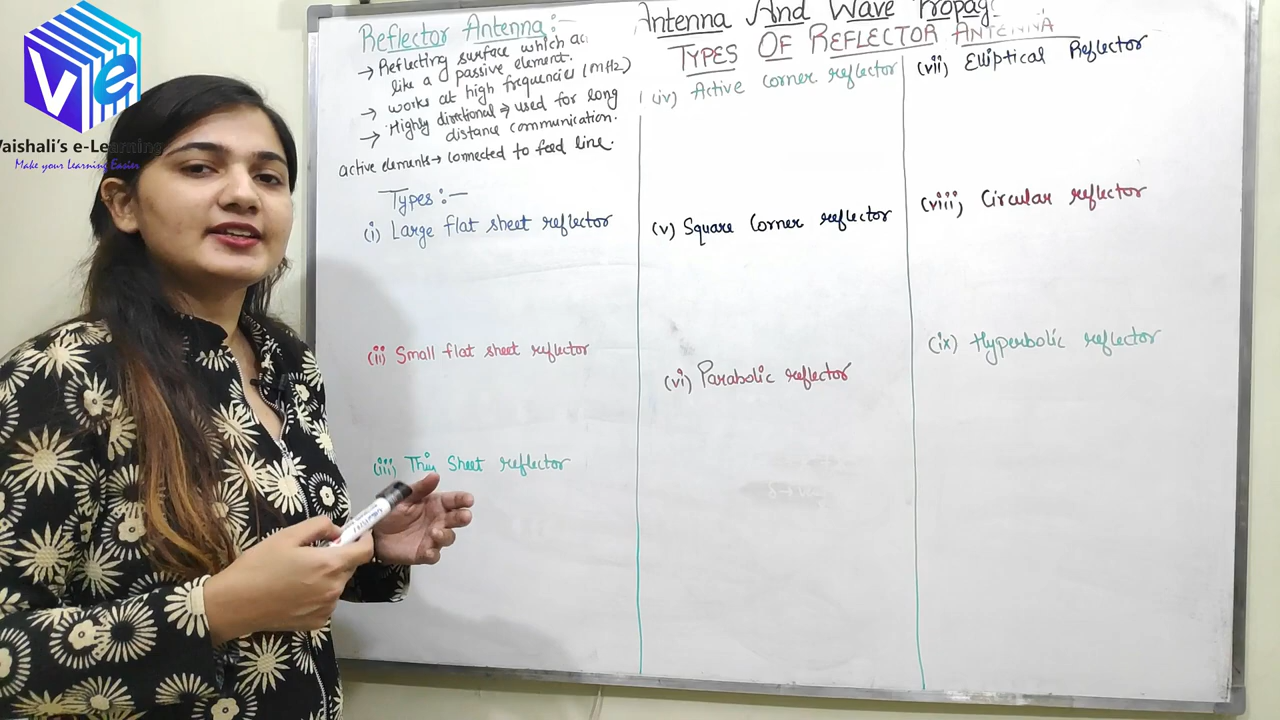 Ve
Vaishali's e-Learning
Make your Learning Easier
Antenna And Wave Propag
TYPES OF REFLECTOR ANTENNA
Reflector Antenna :-
→ Reflecting surface which ac
like a passive element.
→ works at high frequencies (MHz)
→ Highly directional → used for long
distance communication.
active elements → connected to feed line.
Types :-
(i) Large flat sheet reflector
(ii) Small flat sheet reflector
(iii) Thin Sheet reflector
(iv) Active corner reflector
(v) Square Corner reflector
(vi) Parabolic reflector
(vii) Elliptical Reflector
(viii) Circular reflector
(ix) Hyperbolic reflector